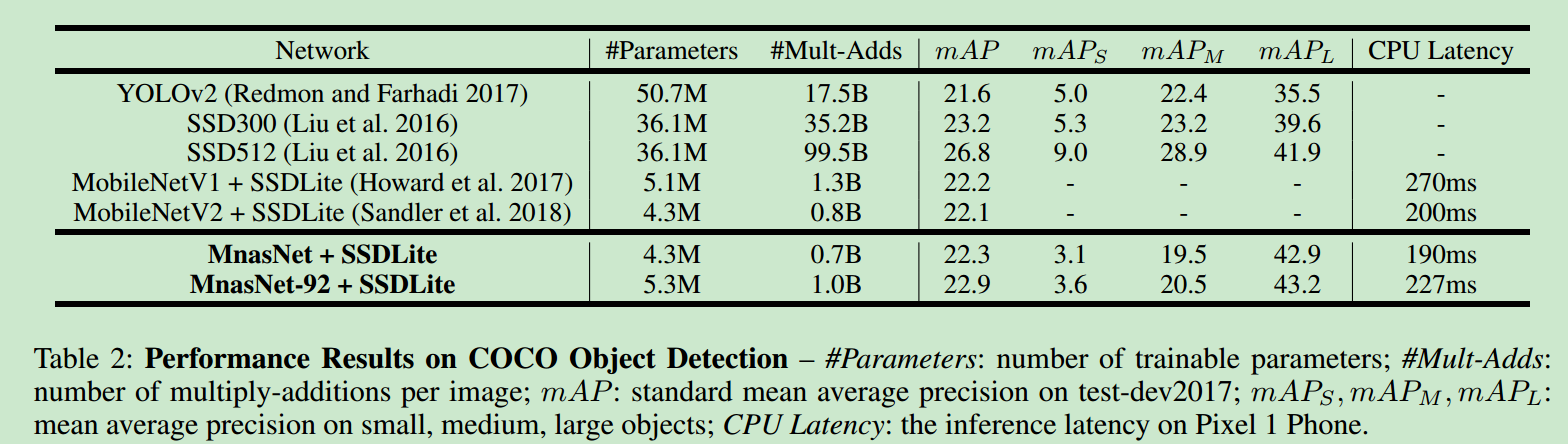 Network #Parameters #Mult-Adds mAP mAP_S mAP_M mAP_L CPU Latency
YOLOv2 (Redmon and Farhadi 2017) 50.7M 17.5B 21.6 5.0 22.4 35.5 -
SSD300 (Liu et al. 2016) 36.1M 35.2B 23.2 5.3 23.2 39.6 -
SSD512 (Liu et al. 2016) 36.1M 99.5B 26.8 9.0 28.9 41.9 -
MobileNetV1 + SSDLite (Howard et al. 2017) 5.1M 1.3B 22.2 - - - 270ms
MobileNetV2 + SSDLite (Sandler et al. 2018) 4.3M 0.8B 22.1 - - - 200ms
MnasNet + SSDLite 4.3M 0.7B 22.3 3.1 19.5 42.9 190ms
MnasNet-92 + SSDLite 5.3M 1.0B 22.9 3.6 20.5 43.2 227ms
Table 2: Performance Results on COCO Object Detection – #Parameters: number of trainable parameters; #Mult-Adds:
number of multiply-additions per image; mAP: standard mean average precision on test-dev2017; mAP_S, mAP_M, mAP_L:
mean average precision on small, medium, large objects; CPU Latency: the inference latency on Pixel 1 Phone.